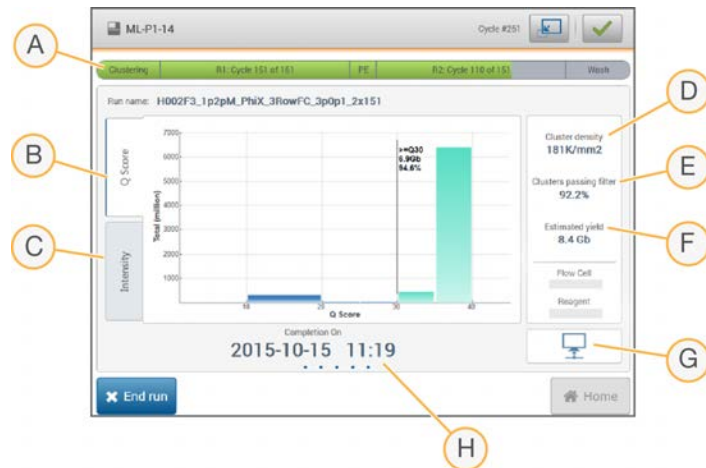 ML-P1-14
Cycle #251
A
Clustering R1: Cycle 151 of 151 PE R2: Cycle 110 of 151 Wash
Run name: H002F3_1p2pM_PhiX_3RowFC_3p0p1_2x151
B
Q Score
C
Intensity
Total (million)
7000
6000
5000
4000
3000
2000
1000
>=Q30
6.9Gb
94.6%
10 20 30 40
Q Score
Cluster density
181K/mm2
D
Clusters passing filter
92.2%
E
Estimated yield
8.4 Gb
F
Flow Cell
Reagent
G
Completion On
2015-10-15 11:19
H
End run
Home